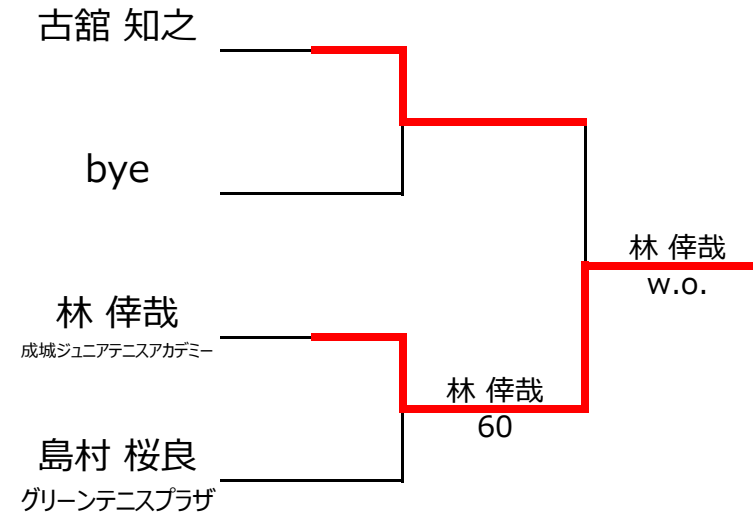 古舘 知之
bye
林 倖哉
w.o.
林 倖哉
成城ジュニアテニスアカデミー
林 倖哉
60
島村 桜良
グリーンテニスプラザ